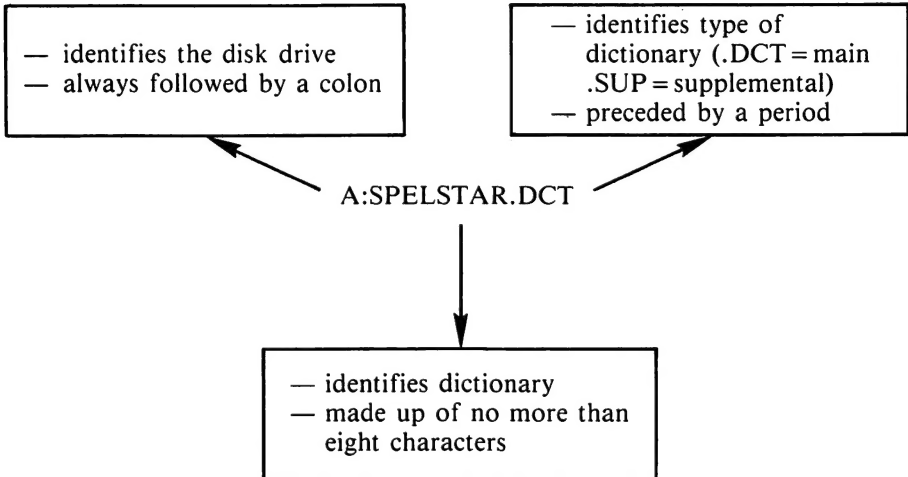 — identifies the disk drive
— always followed by a colon
— identifies type of
dictionary (.DCT = main
.SUP = supplemental)
— preceded by a period
A:SPELSTAR.DCT
— identifies dictionary
— made up of no more than
eight characters